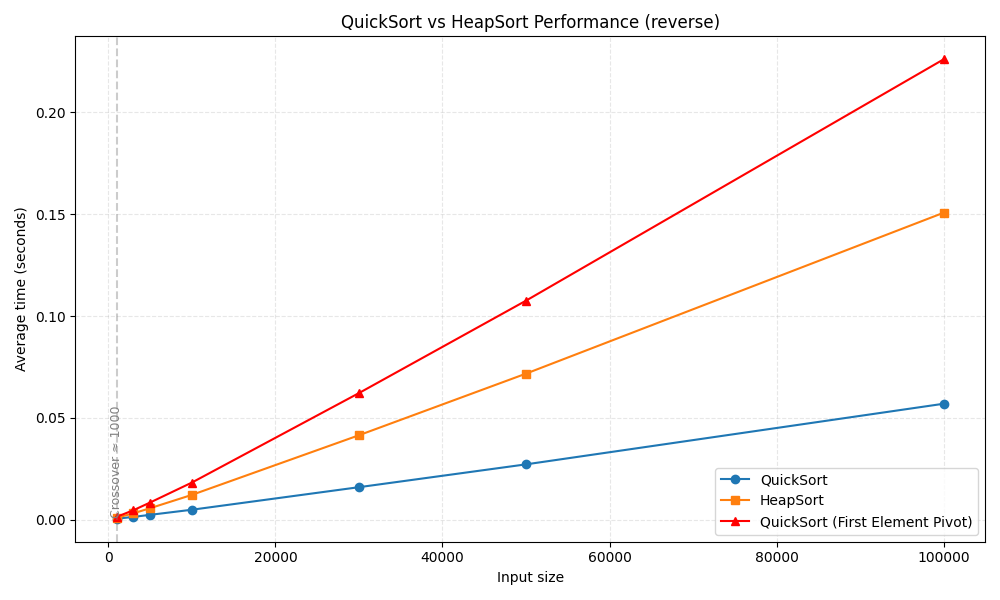 QuickSort vs HeapSort Performance (reverse)
Average time (seconds)
0.20
0.15
0.10
0.05
0.00
Crossover ≈ 1000
QuickSort
HeapSort
QuickSort (First Element Pivot)
0
20000
40000
60000
80000
100000
Input size